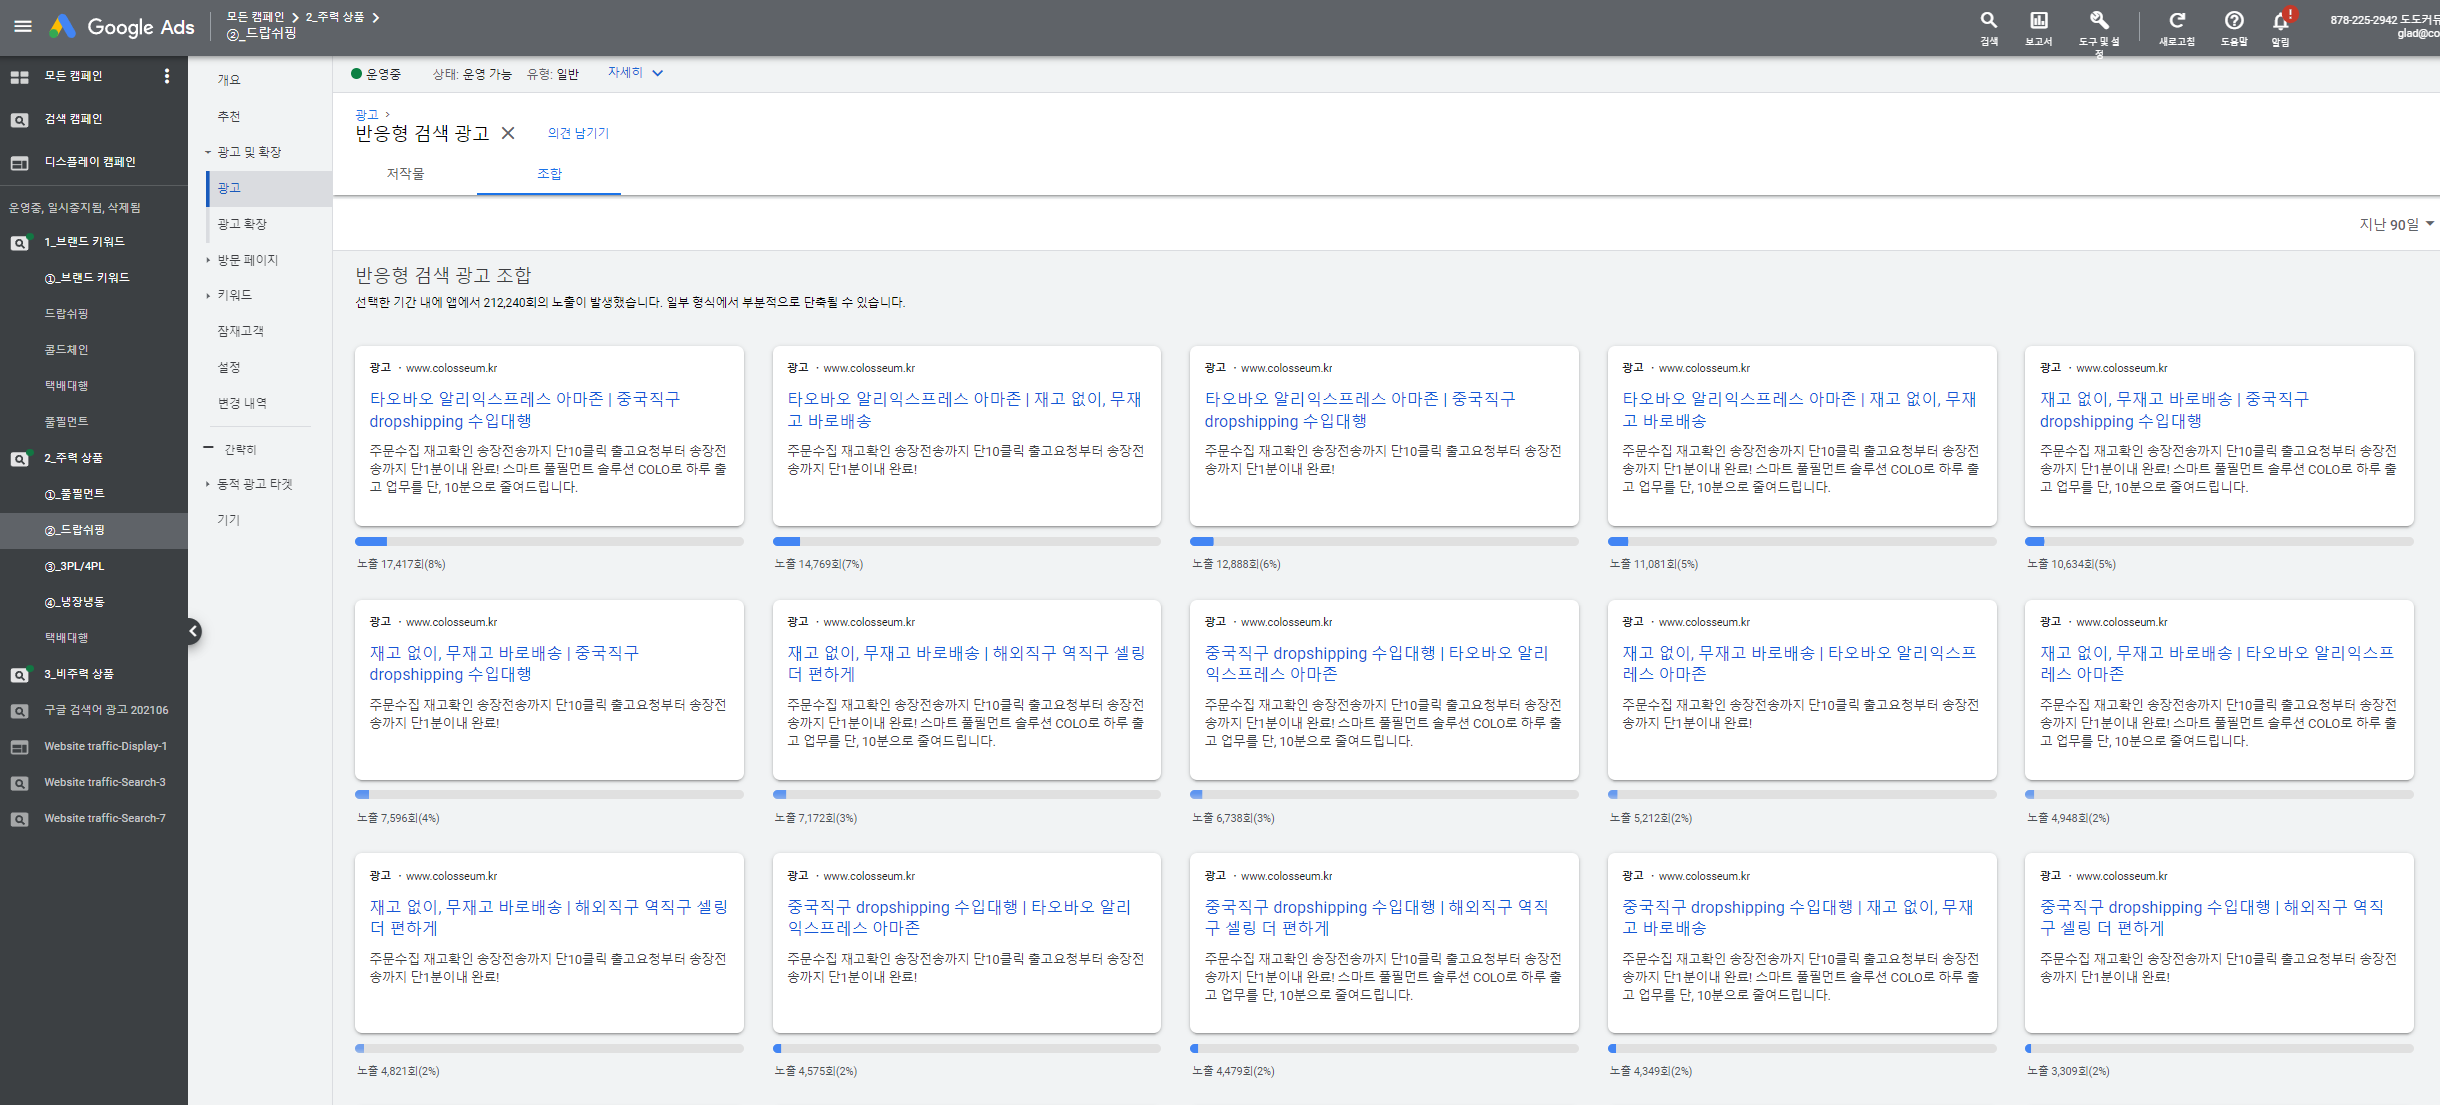 Google Ads
모든 캠페인 > 2_주력 상품 >
②_드랍쉬핑
검색
보고서
도구 및 설정
새로고침
도움말
알림
!
878-225-2942 도도커뮤
glad@co
모든 캠페인
검색 캠페인
디스플레이 캠페인
운영중, 일시중지됨, 삭제됨
1_브랜드 키워드
①_브랜드 키워드
드랍쉬핑
콜드체인
택배대행
풀필먼트
2_주력 상품
①_풀필먼트
②_드랍쉬핑
③_3PL/4PL
④_냉장냉동
택배대행
3_비주력 상품
구글 검색어 광고 202106
Website traffic-Display-1
Website traffic-Search-3
Website traffic-Search-7
개요
추천
광고 및 확장
광고
광고 확장
방문 페이지
키워드
잠재고객
설정
변경 내역
간략히
동적 광고 타겟
기기
운영중 상태: 운영 가능 유형: 일반 자세히
광고 >
반응형 검색 광고 의견 남기기
저작물 조합
지난 90일
반응형 검색 광고 조합
선택한 기간 내에 앱에서 212,240회의 노출이 발생했습니다. 일부 형식에서 부분적으로 단축될 수 있습니다.
광고 · www.colosseum.kr
타오바오 알리익스프레스 아마존 | 중국직구
dropshipping 수입대행
주문수집 재고확인 송장전송까지 단10클릭 출고요청부터 송장전
송까지 단1분이내 완료! 스마트 풀필먼트 솔루션 COLO로 하루 출
고 업무를 단, 10분으로 줄여드립니다.
노출 17,417회(8%)
광고 · www.colosseum.kr
타오바오 알리익스프레스 아마존 | 재고 없이, 무재
고 바로배송
주문수집 재고확인 송장전송까지 단10클릭 출고요청부터 송장전
송까지 단1분이내 완료!
노출 14,769회(7%)
광고 · www.colosseum.kr
타오바오 알리익스프레스 아마존 | 중국직구
dropshipping 수입대행
주문수집 재고확인 송장전송까지 단10클릭 출고요청부터 송장전
송까지 단1분이내 완료!
노출 12,888회(6%)
광고 · www.colosseum.kr
타오바오 알리익스프레스 아마존 | 재고 없이, 무재
고 바로배송
주문수집 재고확인 송장전송까지 단10클릭 출고요청부터 송장전
송까지 단1분이내 완료! 스마트 풀필먼트 솔루션 COLO로 하루 출
고 업무를 단, 10분으로 줄여드립니다.
노출 11,081회(5%)
광고 · www.colosseum.kr
재고 없이, 무재고 바로배송 | 중국직구
dropshipping 수입대행
주문수집 재고확인 송장전송까지 단10클릭 출고요청부터 송장전
송까지 단1분이내 완료! 스마트 풀필먼트 솔루션 COLO로 하루 출
고 업무를 단, 10분으로 줄여드립니다.
노출 10,634회(5%)
광고 · www.colosseum.kr
재고 없이, 무재고 바로배송 | 중국직구
dropshipping 수입대행
주문수집 재고확인 송장전송까지 단10클릭 출고요청부터 송장전
송까지 단1분이내 완료!
노출 7,596회(4%)
광고 · www.colosseum.kr
재고 없이, 무재고 바로배송 | 해외직구 역직구 셀링
더 편하게
주문수집 재고확인 송장전송까지 단10클릭 출고요청부터 송장전
송까지 단1분이내 완료! 스마트 풀필먼트 솔루션 COLO로 하루 출
고 업무를 단, 10분으로 줄여드립니다.
노출 7,172회(3%)
광고 · www.colosseum.kr
중국직구 dropshipping 수입대행 | 타오바오 알리
익스프레스 아마존
주문수집 재고확인 송장전송까지 단10클릭 출고요청부터 송장전
송까지 단1분이내 완료! 스마트 풀필먼트 솔루션 COLO로 하루 출
고 업무를 단, 10분으로 줄여드립니다.
노출 6,738회(3%)
광고 · www.colosseum.kr
재고 없이, 무재고 바로배송 | 타오바오 알리익스프
레스 아마존
주문수집 재고확인 송장전송까지 단10클릭 출고요청부터 송장전
송까지 단1분이내 완료!
노출 5,212회(2%)
광고 · www.colosseum.kr
재고 없이, 무재고 바로배송 | 타오바오 알리익스프
레스 아마존
주문수집 재고확인 송장전송까지 단10클릭 출고요청부터 송장전
송까지 단1분이내 완료! 스마트 풀필먼트 솔루션 COLO로 하루 출
고 업무를 단, 10분으로 줄여드립니다.
노출 4,948회(2%)
광고 · www.colosseum.kr
재고 없이, 무재고 바로배송 | 해외직구 역직구 셀링
더 편하게
주문수집 재고확인 송장전송까지 단10클릭 출고요청부터 송장전
송까지 단1분이내 완료!
노출 4,821회(2%)
광고 · www.colosseum.kr
중국직구 dropshipping 수입대행 | 타오바오 알리
익스프레스 아마존
주문수집 재고확인 송장전송까지 단10클릭 출고요청부터 송장전
송까지 단1분이내 완료!
노출 4,575회(2%)
광고 · www.colosseum.kr
중국직구 dropshipping 수입대행 | 해외직구 역직
구 셀링 더 편하게
주문수집 재고확인 송장전송까지 단10클릭 출고요청부터 송장전
송까지 단1분이내 완료! 스마트 풀필먼트 솔루션 COLO로 하루 출
고 업무를 단, 10분으로 줄여드립니다.
노출 4,479회(2%)
광고 · www.colosseum.kr
중국직구 dropshipping 수입대행 | 재고 없이, 무재
고 바로배송
주문수집 재고확인 송장전송까지 단10클릭 출고요청부터 송장전
송까지 단1분이내 완료! 스마트 풀필먼트 솔루션 COLO로 하루 출
고 업무를 단, 10분으로 줄여드립니다.
노출 4,349회(2%)
광고 · www.colosseum.kr
중국직구 dropshipping 수입대행 | 해외직구 역직
구 셀링 더 편하게
주문수집 재고확인 송장전송까지 단10클릭 출고요청부터 송장전
송까지 단1분이내 완료!
노출 3,309회(2%)